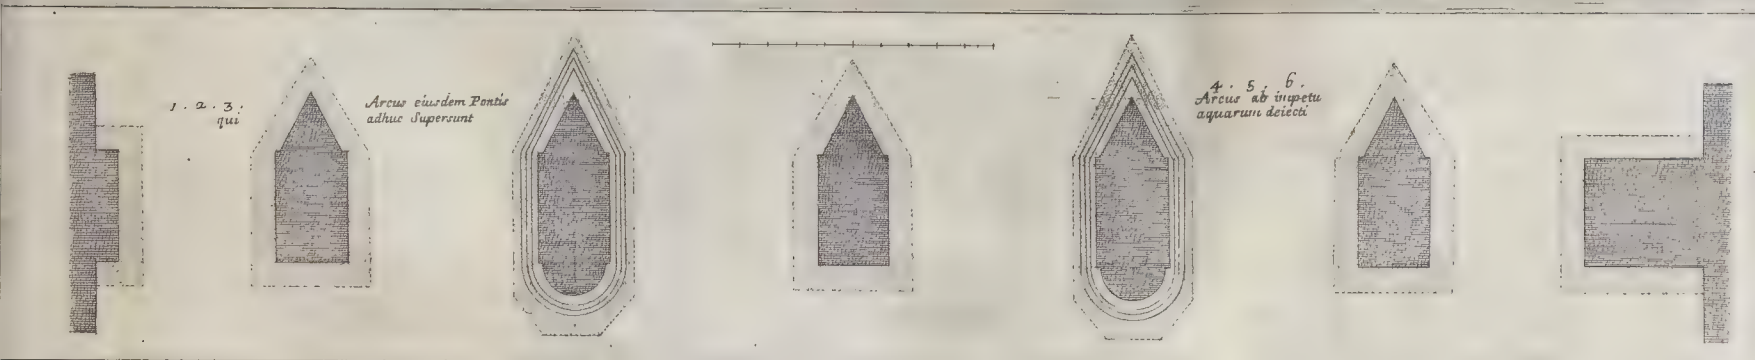 1 . 2 . 3 .
qui
Arcus eiusdem Pontis
adhuc Supersunt
4 . 5 . 6 .
Arcus ab impetu
aquarum deiecti